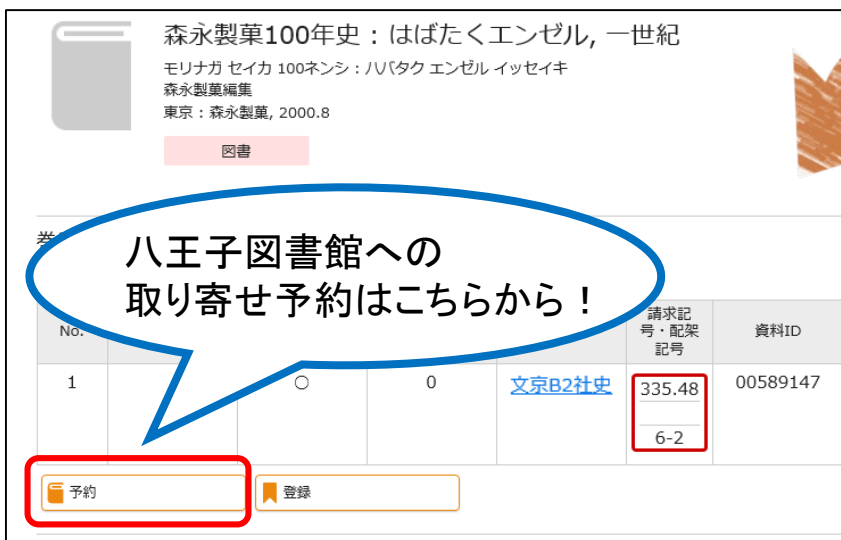 森永製菓100年史 : はばたくエンゼル, 一世紀
モリナガ セイカ 100ネンシ : ハバタク エンゼル イッセイキ
森永製菓編集
東京 : 森永製菓, 2000.8
図書
八王子図書館への
取り寄せ予約はこちらから！
No.
請求記
号・配架
記号
資料ID
1
○
0
文京B2社史
335.48
6-2
00589147
予約
登録